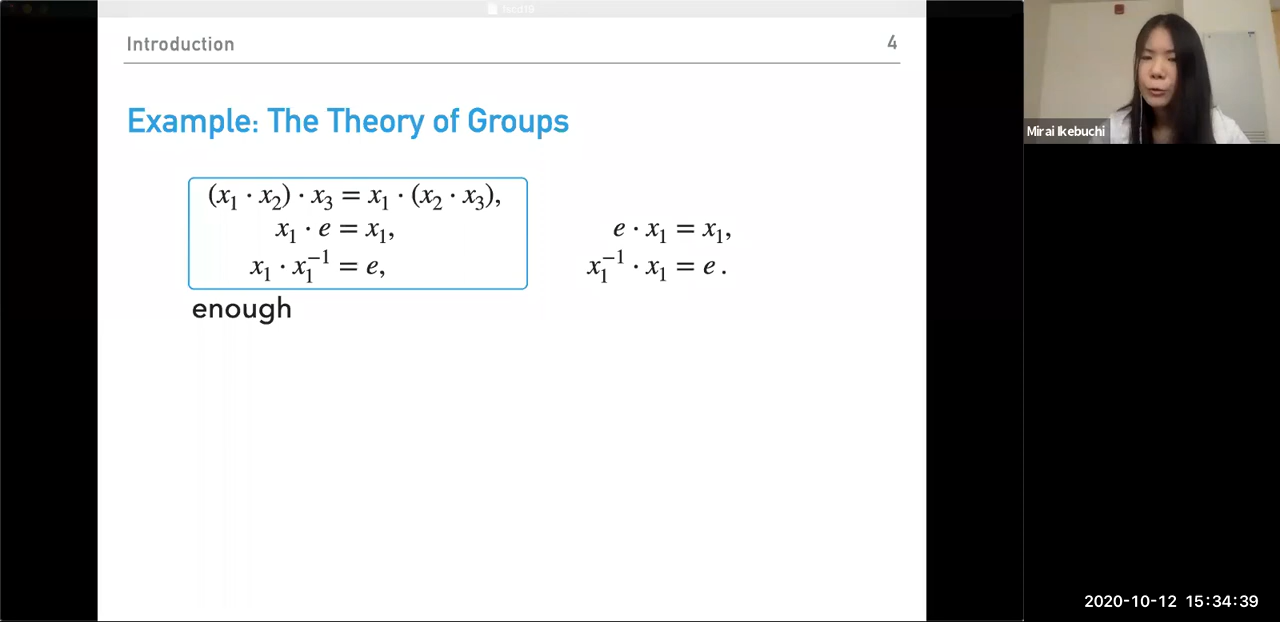 Introduction 4
Example: The Theory of Groups
(x₁ · x₂) · x₃ = x₁ · (x₂ · x₃),
x₁ · e = x₁, e · x₁ = x₁,
x₁⁻¹ · x₁ = e .
x₁ · x₁⁻¹ = e,
enough
Mirai Ikebuchi
2020-10-12 15:34:39